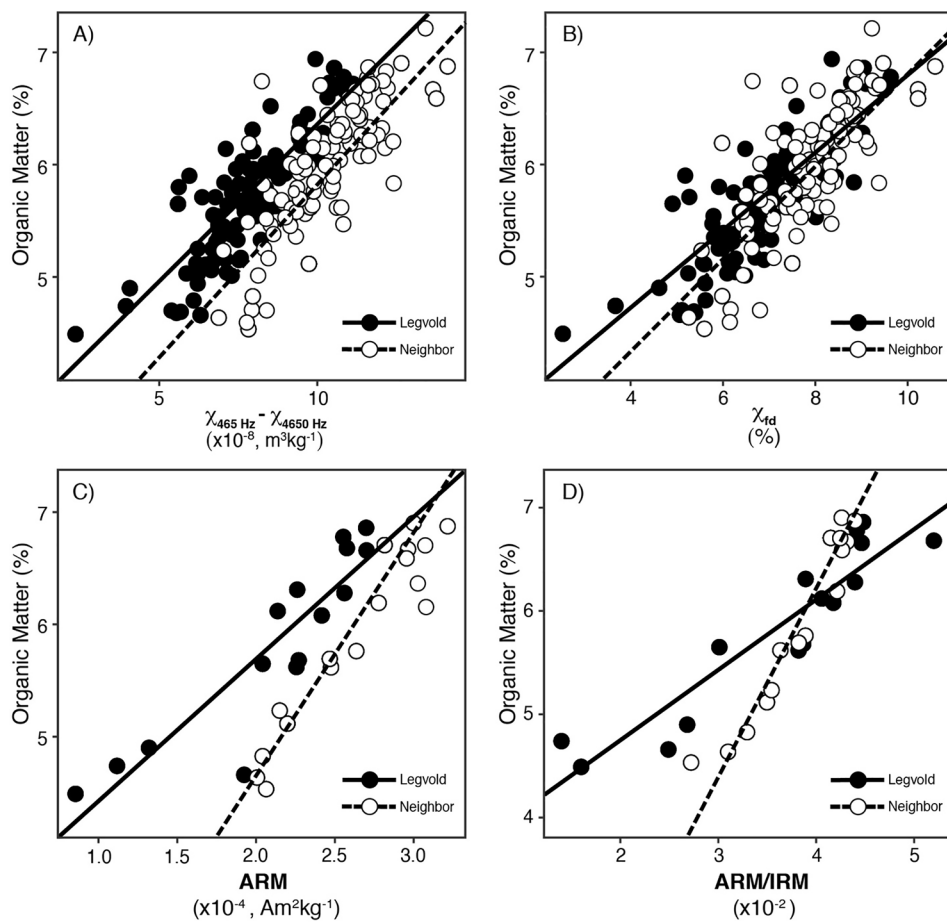 A)
Organic Matter (%)
7
6
5
Legvold
Neighbor
5
10
χ465 Hz - χ4650 Hz
(x10⁻⁸, m³kg⁻¹)
B)
Organic Matter (%)
7
6
5
Legvold
Neighbor
4
6
8
10
χfd
(%)
C)
Organic Matter (%)
7
6
5
Legvold
Neighbor
1.0
1.5
2.0
2.5
3.0
ARM
(x10⁻⁴, Am²kg⁻¹)
D)
Organic Matter (%)
7
6
5
4
Legvold
Neighbor
2
3
4
5
ARM/IRM
(x10⁻²)